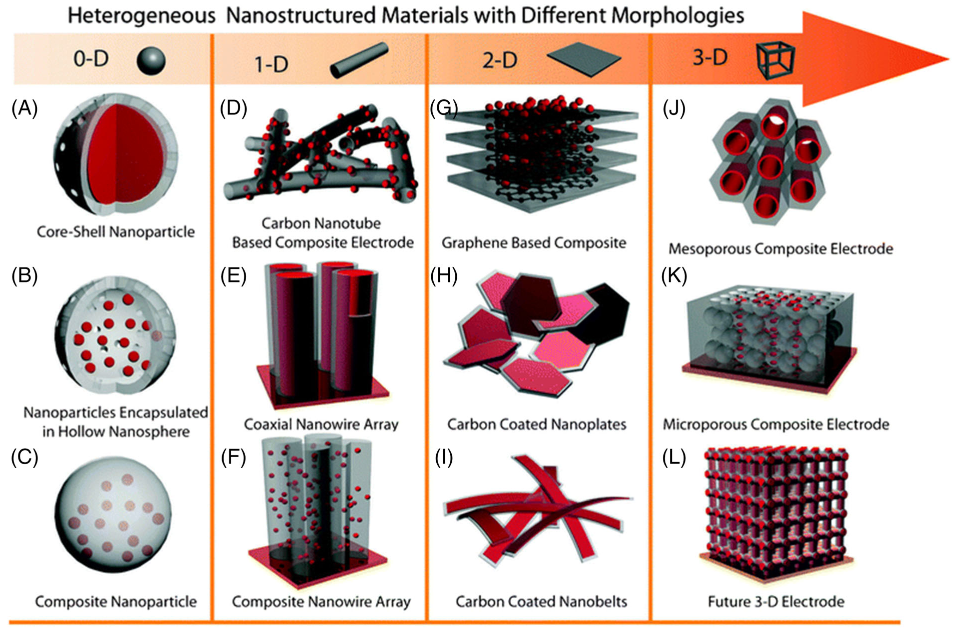 Heterogeneous Nanostructured Materials with Different Morphologies
0-D
1-D
2-D
3-D
(A)
Core-Shell Nanoparticle
(B)
Nanoparticles Encapsulated
in Hollow Nanosphere
(C)
Composite Nanoparticle
(D)
Carbon Nanotube
Based Composite Electrode
(E)
Coaxial Nanowire Array
(F)
Composite Nanowire Array
(G)
Graphene Based Composite
(H)
Carbon Coated Nanoplates
(I)
Carbon Coated Nanobelts
(J)
Mesoporous Composite Electrode
(K)
Microporous Composite Electrode
(L)
Future 3-D Electrode